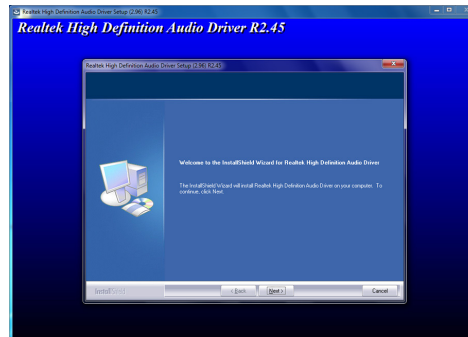 Realtek High Definition Audio Driver Setup (2.96) R2.45
Realtek High Definition Audio Driver R2.45
Realtek High Definition Audio Driver Setup (2.96) R2.45
Welcome to the InstallShield Wizard for Realtek High Definition Audio Driver
The InstallShield Wizard will install Realtek High Definition Audio Driver on your computer. To
continue, click Next.
InstallShield
< Back
Next >
Cancel